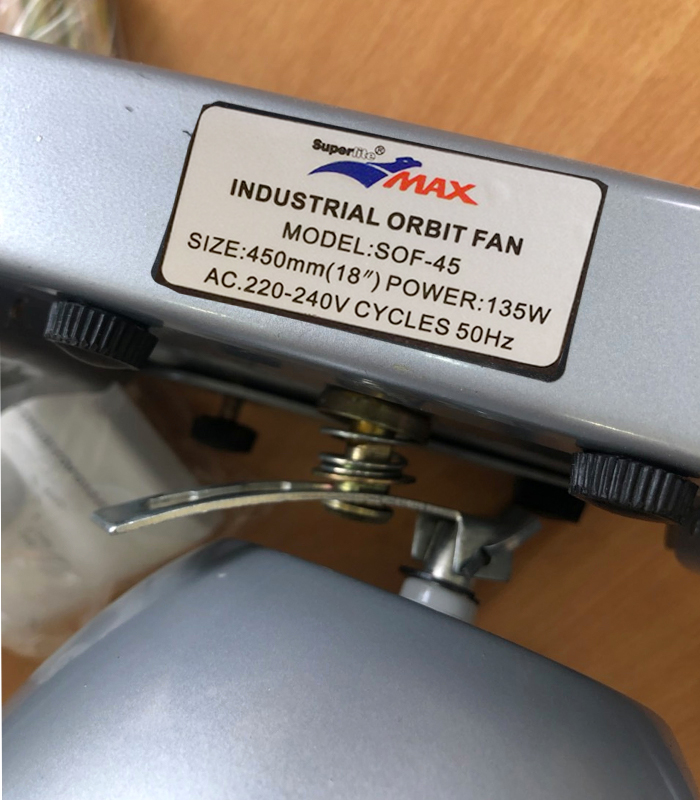 Superlite®
MAX
INDUSTRIAL ORBIT FAN
MODEL:SOF-45
SIZE:450mm(18″) POWER:135W
AC.220-240V CYCLES 50Hz